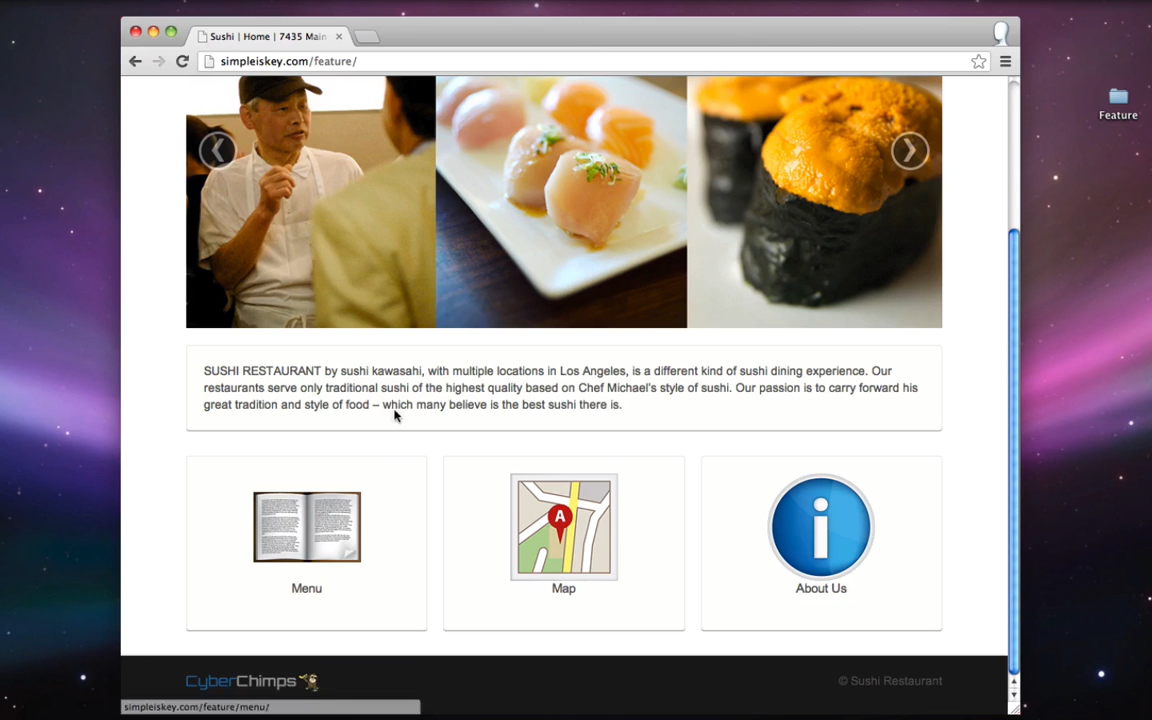 Sushi | Home | 7435 Main
simpleiskey.com/feature/
Feature
SUSHI RESTAURANT by sushi kawasahi, with multiple locations in Los Angeles, is a different kind of sushi dining experience. Our
restaurants serve only traditional sushi of the highest quality based on Chef Michael's style of sushi. Our passion is to carry forward his
great tradition and style of food – which many believe is the best sushi there is.
A
Menu
Map
About Us
CyberChimps
© Sushi Restaurant
simpleiskey.com/feature/menu/